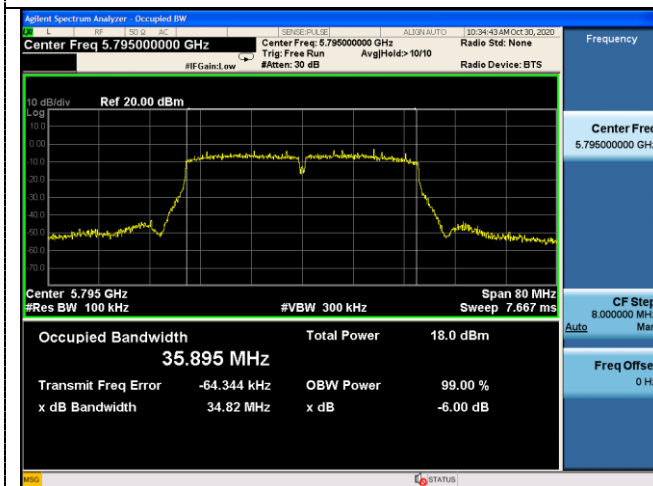 Agilent Spectrum Analyzer - Occupied BW
L RF 50 Ω AC SENSE:PULSE ALIGN AUTO 10:34:43 AM Oct 30, 2020
Center Freq 5.795000000 GHz
Center Freq: 5.795000000 GHz Radio Std: None
Trig: Free Run Avg|Hold:> 10/10
#IFGain:Low #Atten: 30 dB Radio Device: BTS
Frequency
10 dB/div Ref 20.00 dBm
Log
10.0
0.00
-10.0
-20.0
-30.0
-40.0
-50.0
-60.0
-70.0
Center 5.795 GHz Span 80 MHz
#Res BW 100 kHz #VBW 300 kHz Sweep 7.667 ms
Occupied Bandwidth Total Power 18.0 dBm
35.895 MHz
Transmit Freq Error -64.344 kHz OBW Power 99.00 %
x dB Bandwidth 34.82 MHz x dB -6.00 dB
Center Freq
5.795000000 GHz
CF Step
8.000000 MHz
Auto Man
Freq Offset
0 Hz
MSG STATUS